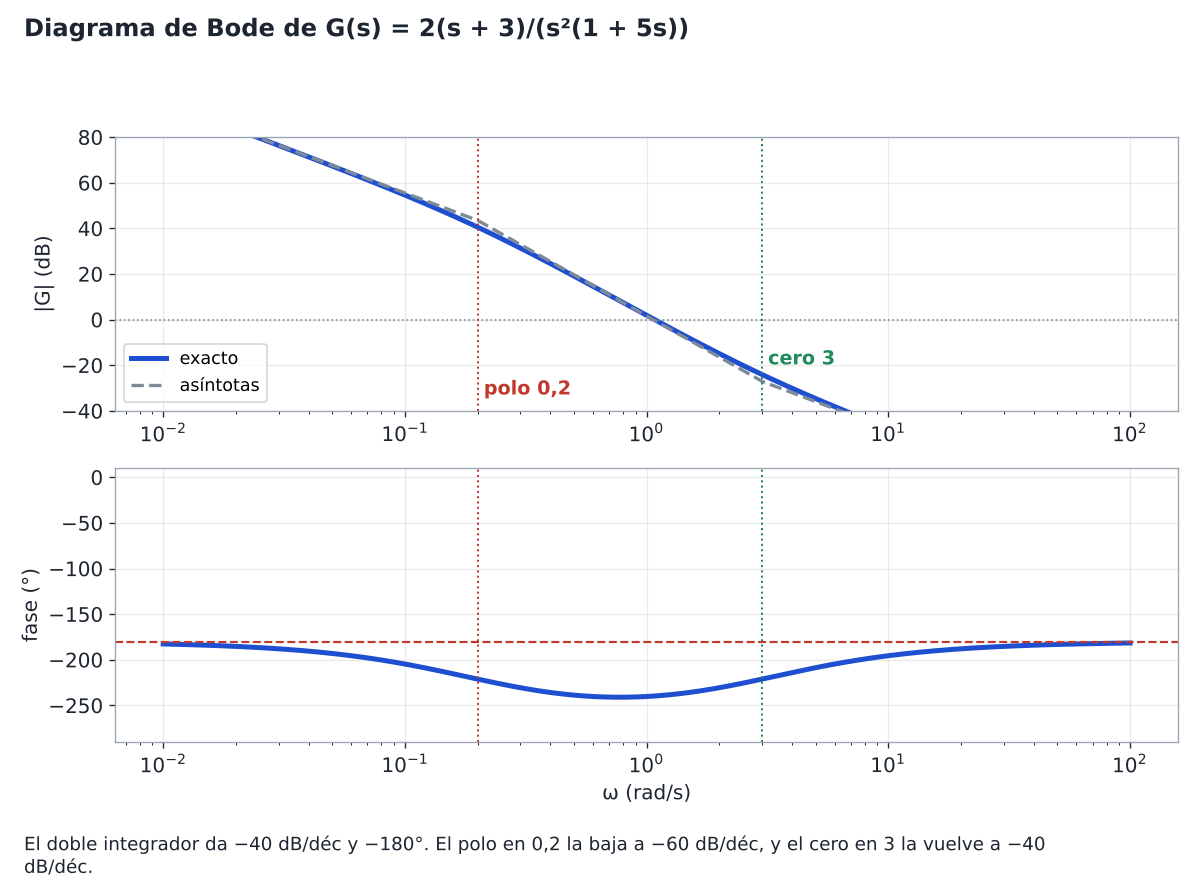 Diagrama de Bode de G(s) = 2(s + 3)/(s²(1 + 5s))
80
60
40
20
0
−20
−40
|G| (dB)
exacto
asíntotas
polo 0,2
cero 3
10⁻²
10⁻¹
10⁰
10¹
10²
0
−50
−100
−150
−200
−250
fase (°)
10⁻²
10⁻¹
10⁰
10¹
10²
ω (rad/s)
El doble integrador da −40 dB/déc y −180°. El polo en 0,2 la baja a −60 dB/déc, y el cero en 3 la vuelve a −40
dB/déc.